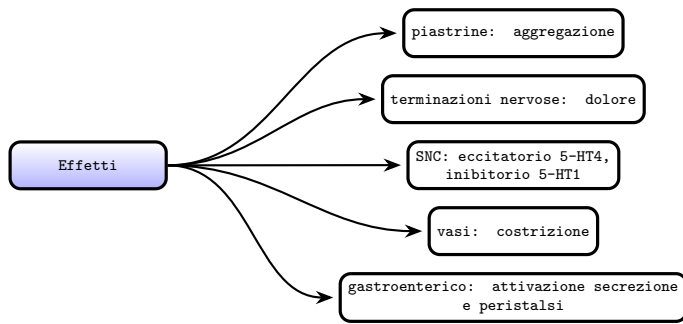 piastrine: aggregazione
terminazioni nervose: dolore
Effetti
SNC: eccitatorio 5-HT4,
inibitorio 5-HT1
vasi: costrizione
gastroenterico: attivazione secrezione
e peristalsi